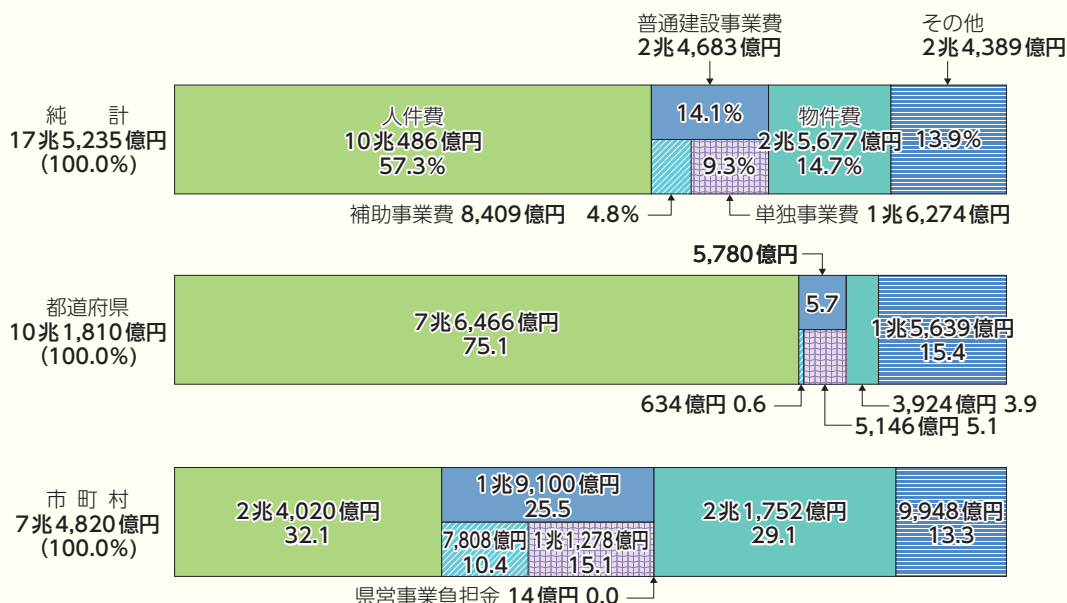 普通建設事業費
2兆4,683億円
その他
2兆4,389億円
純計
17兆5,235億円
(100.0%)
人件費
10兆486億円
57.3%
14.1%
9.3%
物件費
2兆5,677億円
14.7%
13.9%
補助事業費 8,409億円 4.8%
単独事業費 1兆6,274億円
5,780億円
都道府県
10兆1,810億円
(100.0%)
7兆6,466億円
75.1
5.7
1兆5,639億円
15.4
634億円 0.6
3,924億円 3.9
5,146億円 5.1
市町村
7兆4,820億円
(100.0%)
2兆4,020億円
32.1
1兆9,100億円
25.5
7,808億円
10.4
1兆1,278億円
15.1
2兆1,752億円
29.1
9,948億円
13.3
県営事業負担金 14億円 0.0